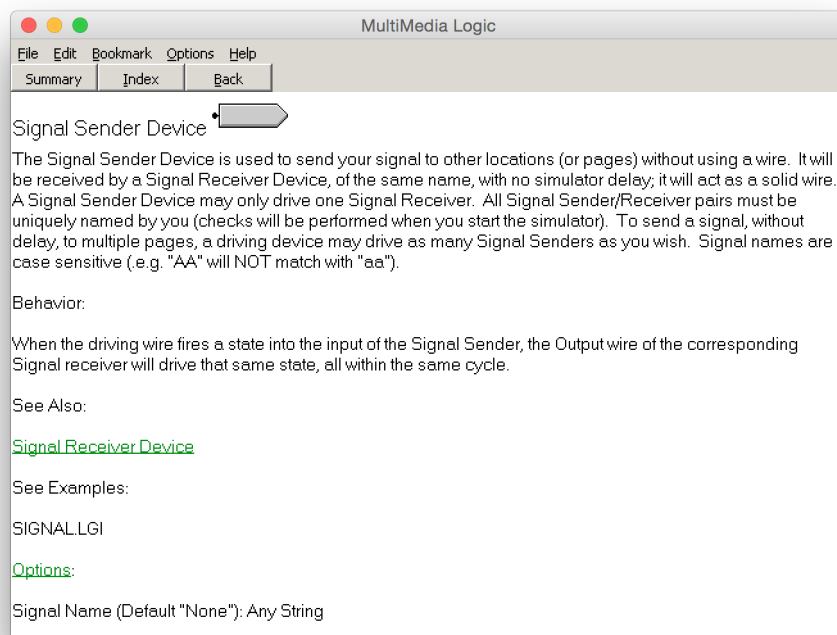 MultiMedia Logic
File Edit Bookmark Options Help
Summary Index Back
Signal Sender Device
The Signal Sender Device is used to send your signal to other locations (or pages) without using a wire. It will
be received by a Signal Receiver Device, of the same name, with no simulator delay; it will act as a solid wire.
A Signal Sender Device may only drive one Signal Receiver. All Signal Sender/Receiver pairs must be
uniquely named by you (checks will be performed when you start the simulator). To send a signal, without
delay, to multiple pages, a driving device may drive as many Signal Senders as you wish. Signal names are
case sensitive (.e.g. "AA" will NOT match with "aa").
Behavior:
When the driving wire fires a state into the input of the Signal Sender, the Output wire of the corresponding
Signal receiver will drive that same state, all within the same cycle.
See Also:
Signal Receiver Device
See Examples:
SIGNAL.LGI
Options:
Signal Name (Default "None"): Any String